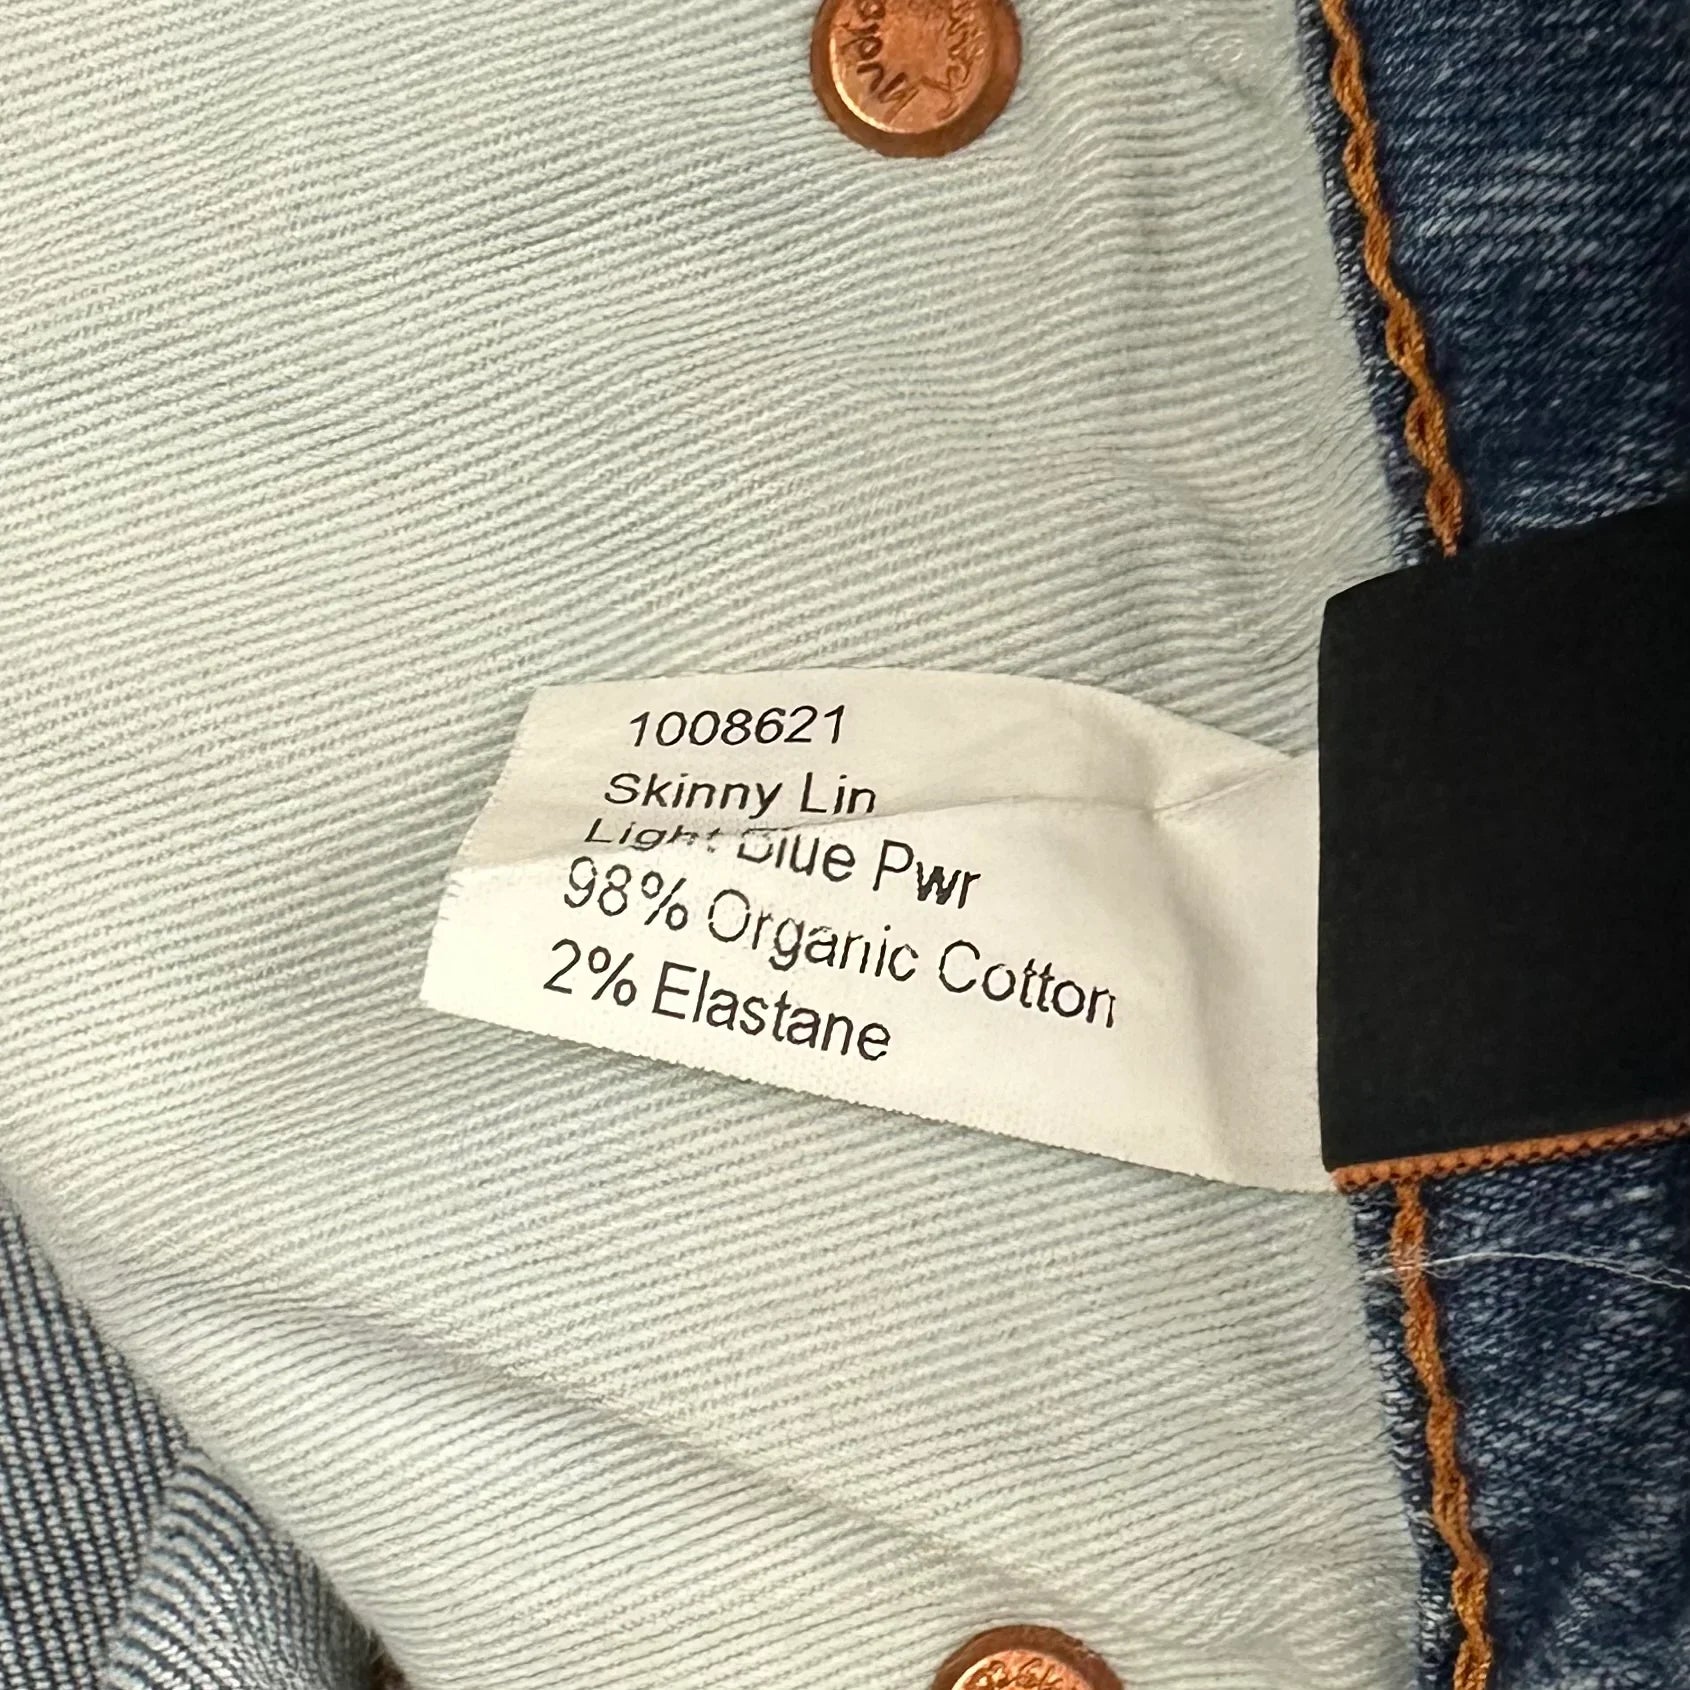 1008621
Skinny Lin
Light Blue Pwr
98% Organic Cotton
2% Elastane